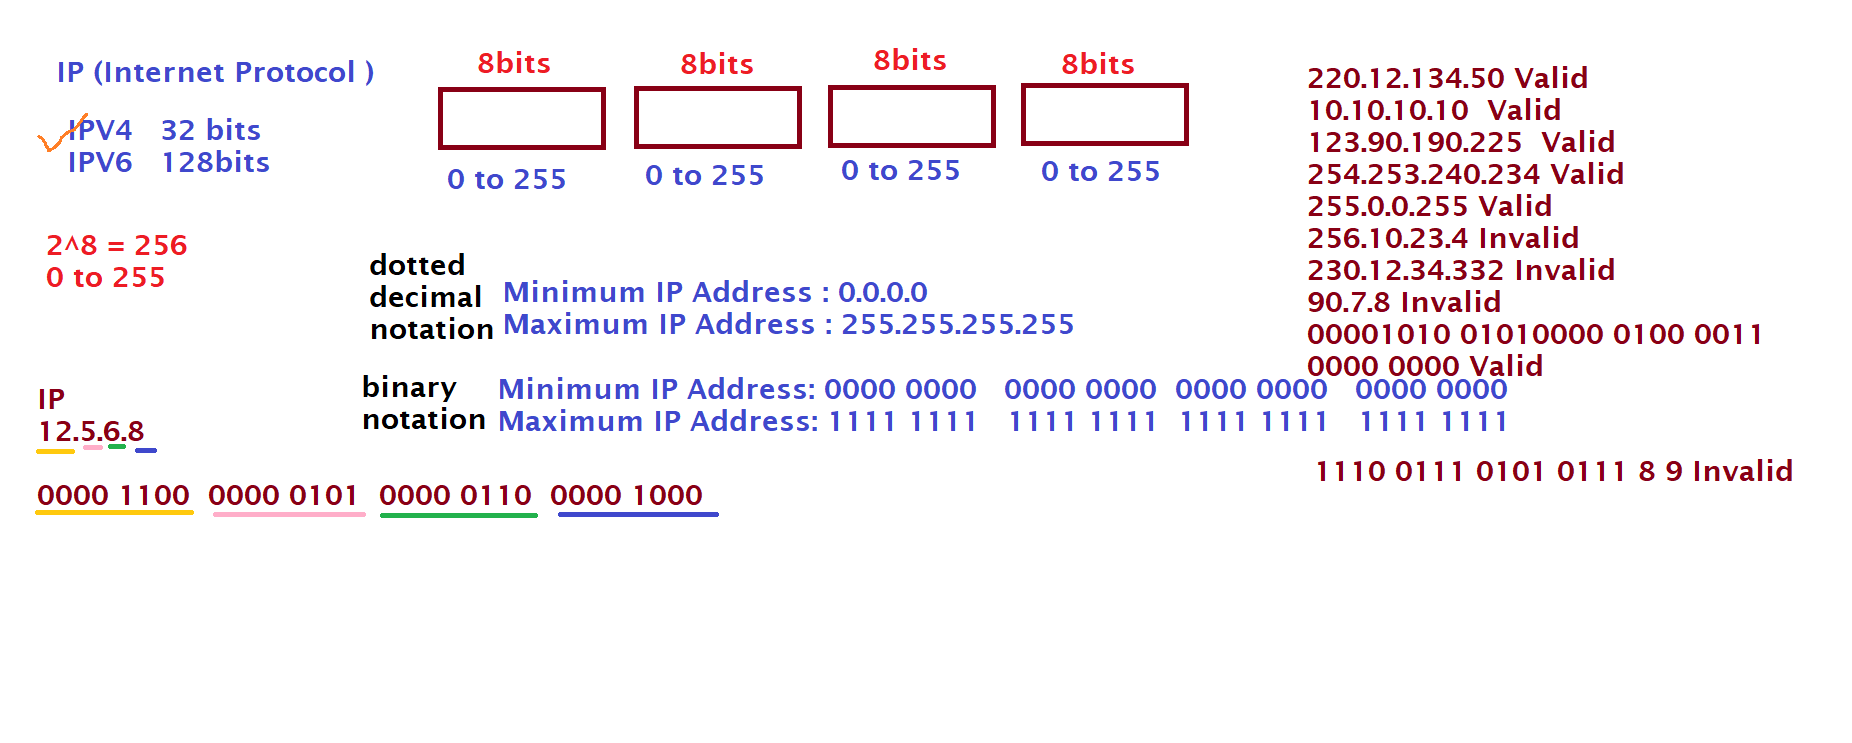 IP (Internet Protocol )
IPV4 32 bits
IPV6 128bits
8bits 8bits 8bits 8bits
0 to 255 0 to 255 0 to 255 0 to 255
2^8 = 256
0 to 255
dotted
decimal
notation
Minimum IP Address : 0.0.0.0
Maximum IP Address : 255.255.255.255
binary
notation
Minimum IP Address: 0000 0000 0000 0000 0000 0000 0000 0000
Maximum IP Address: 1111 1111 1111 1111 1111 1111 1111 1111
IP
12.5.6.8
0000 1100 0000 0101 0000 0110 0000 1000
220.12.134.50 Valid
10.10.10.10 Valid
123.90.190.225 Valid
254.253.240.234 Valid
255.0.0.255 Valid
256.10.23.4 Invalid
230.12.34.332 Invalid
90.7.8 Invalid
00001010 01010000 0100 0011
0000 0000 Valid
1110 0111 0101 0111 8 9 Invalid